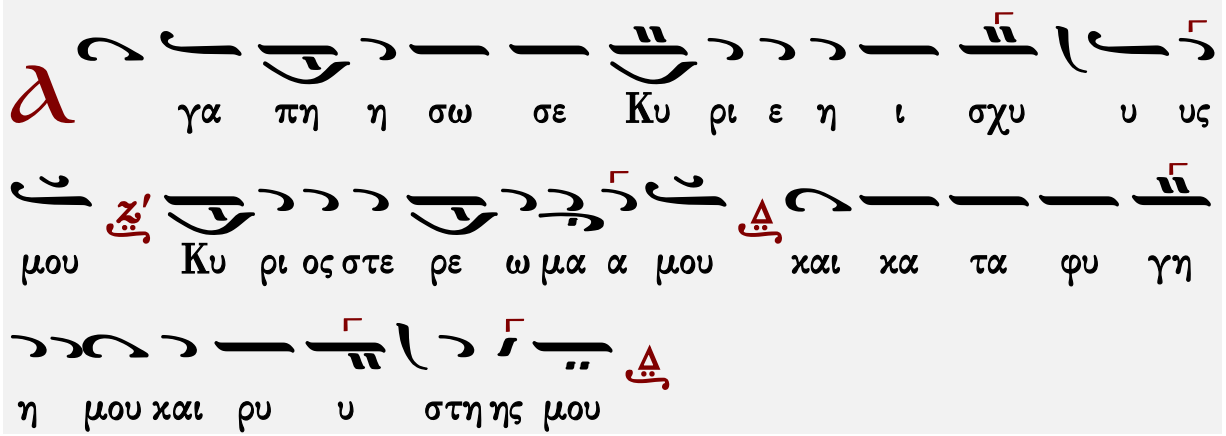 α γα πη η σω σε Κυ ρι ε η ι σχυ υ υς
μου ζ' Κυ ρι ος στε ρε ω μα α μου Δ και κα τα φυ γη
η μου και ρυ υ στη ης μου Δ